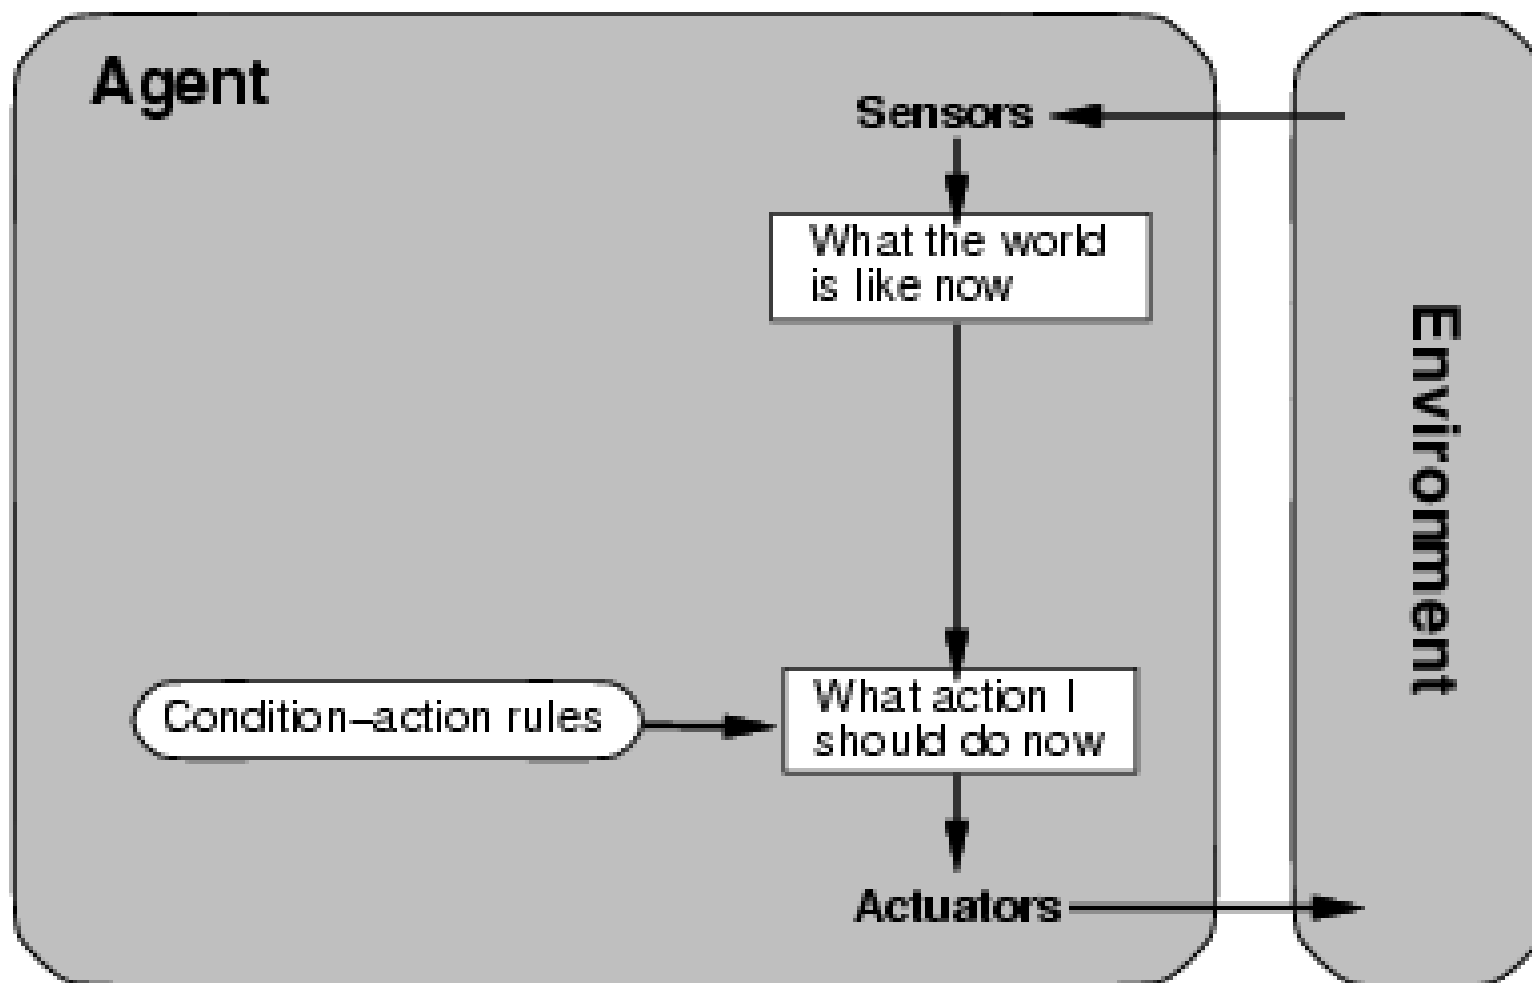 Agent
Sensors
What the world
is like now
Environment
Condition–action rules
What action I
should do now
Actuators